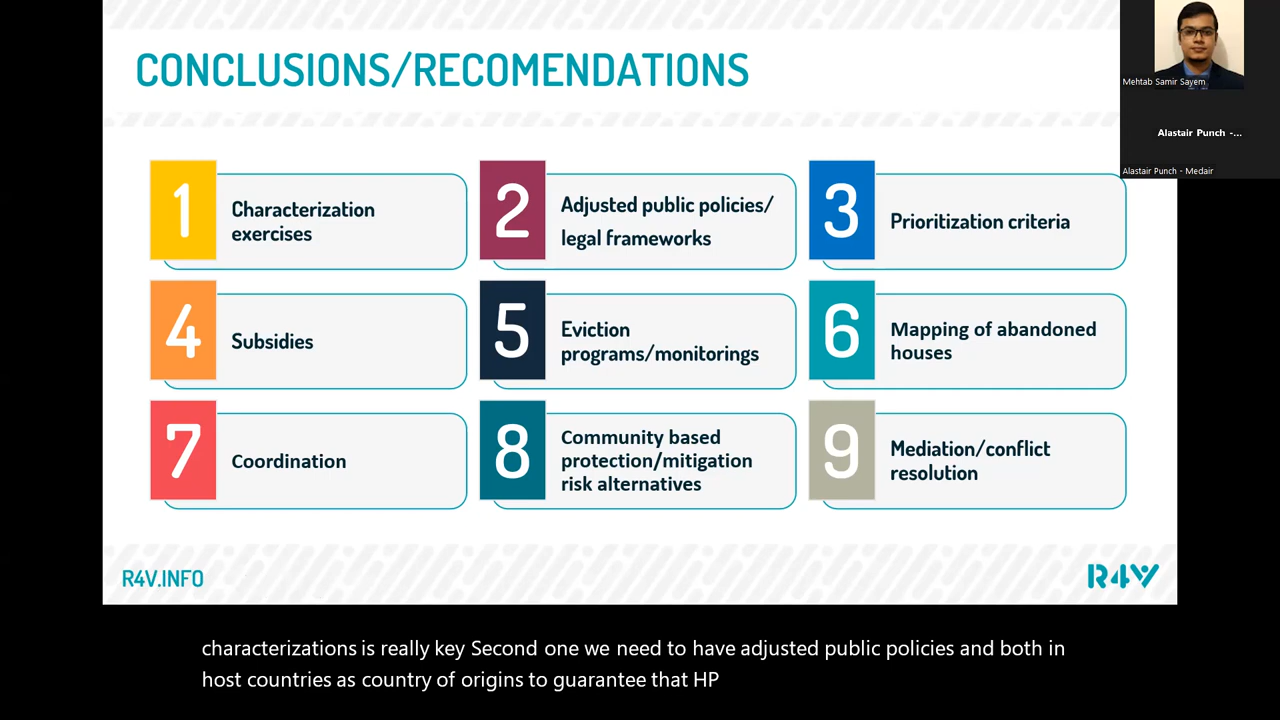 CONCLUSIONS/RECOMENDATIONS
Mehtab Samir Sayem
Alastair Punch -...
Alastair Punch - Medair
1
Characterization
exercises
2
Adjusted public policies/
legal frameworks
3
Prioritization criteria
4
Subsidies
5
Eviction
programs/monitorings
6
Mapping of abandoned
houses
7
Coordination
8
Community based
protection/mitigation
risk alternatives
9
Mediation/conflict
resolution
R4V.INFO
R4V
characterizations is really key Second one we need to have adjusted public policies and both in
host countries as country of origins to guarantee that HP